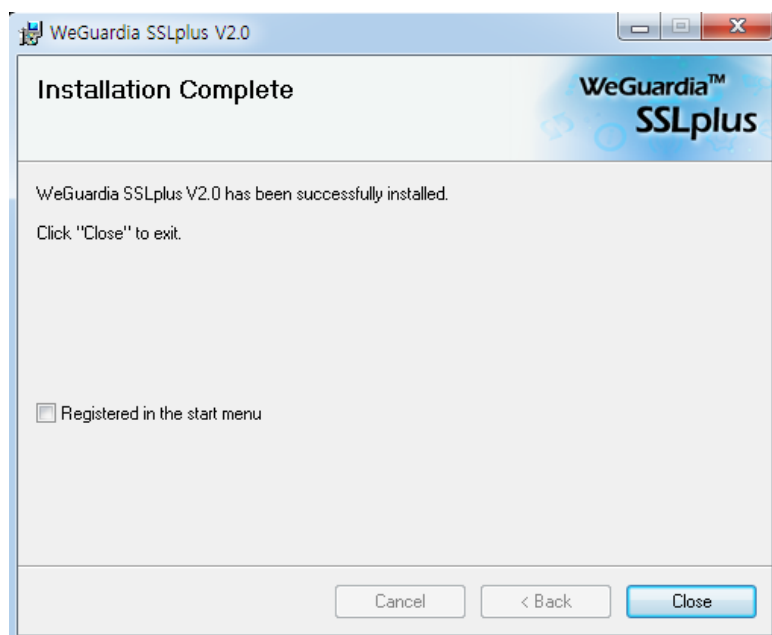 WeGuardia SSLplus V2.0
Installation Complete
WeGuardia™
SSLplus
WeGuardia SSLplus V2.0 has been successfully installed.
Click "Close" to exit.
Registered in the start menu
Cancel
< Back
Close